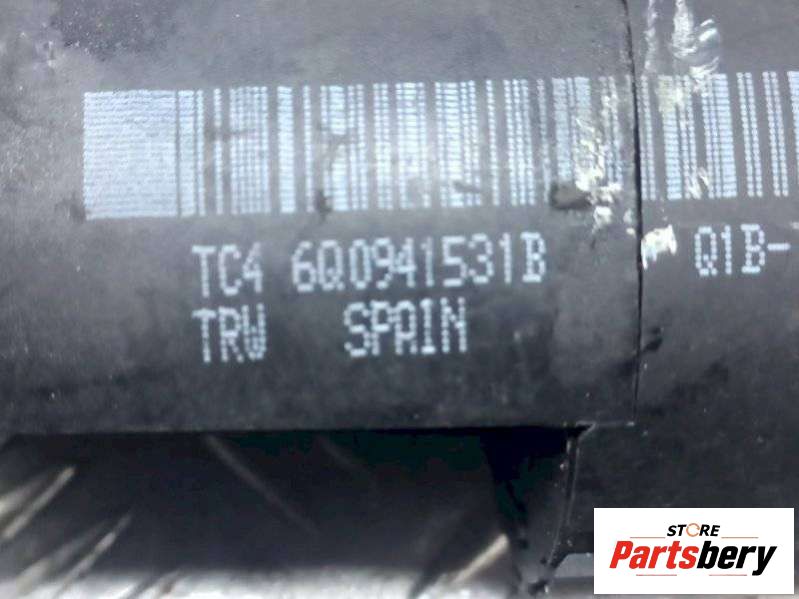 TC4 6Q0941531B Q1B-
TRW SPAIN
STORE
Partsbery